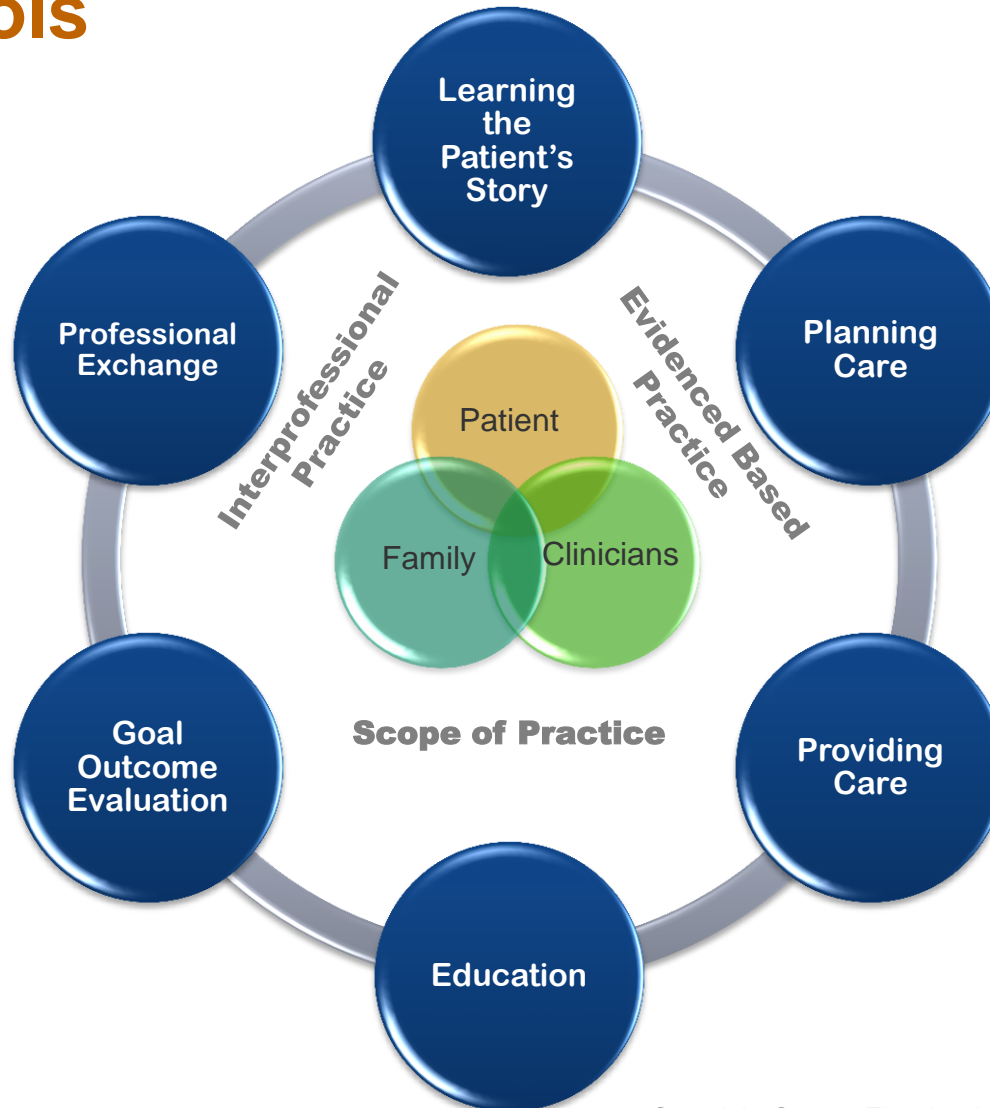 ols
Learning
the
Patient's
Story
Professional
Exchange
Planning
Care
Interprofessional
Practice
Evidenced Based
Practice
Patient
Family
Clinicians
Scope of Practice
Goal
Outcome
Evaluation
Providing
Care
Education